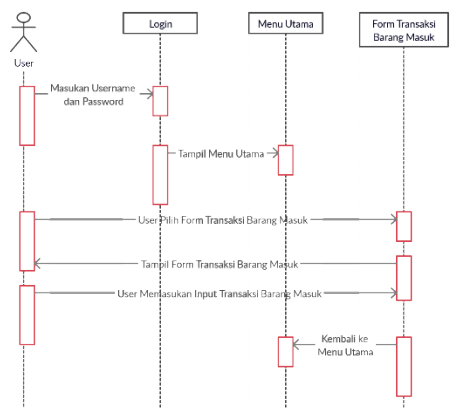 Login
Menu Utama
Form Transaksi
Barang Masuk
User
Masukan Username
dan Password
Tampil Menu Utama
User Pilih Form Transaksi Barang Masuk
Tampil Form Transaksi Barang Masuk
User Memasukan Input Transaksi Barang Masuk
Kembali ke
Menu Utama